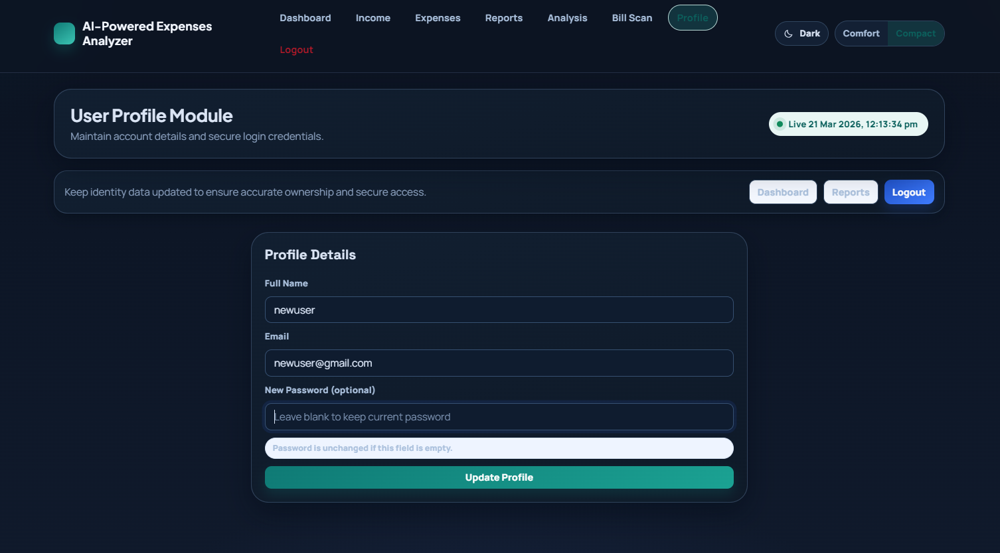 AI-Powered Expenses
Analyzer
Dashboard
Income
Expenses
Reports
Analysis
Bill Scan
Profile
Logout
Dark
Comfort
Compact
User Profile Module
Maintain account details and secure login credentials.
Live 21 Mar 2026, 12:13:34 pm
Keep identity data updated to ensure accurate ownership and secure access.
Dashboard
Reports
Logout
Profile Details
Full Name
newuser
Email
newuser@gmail.com
New Password (optional)
Leave blank to keep current password
Password is unchanged if this field is empty.
Update Profile